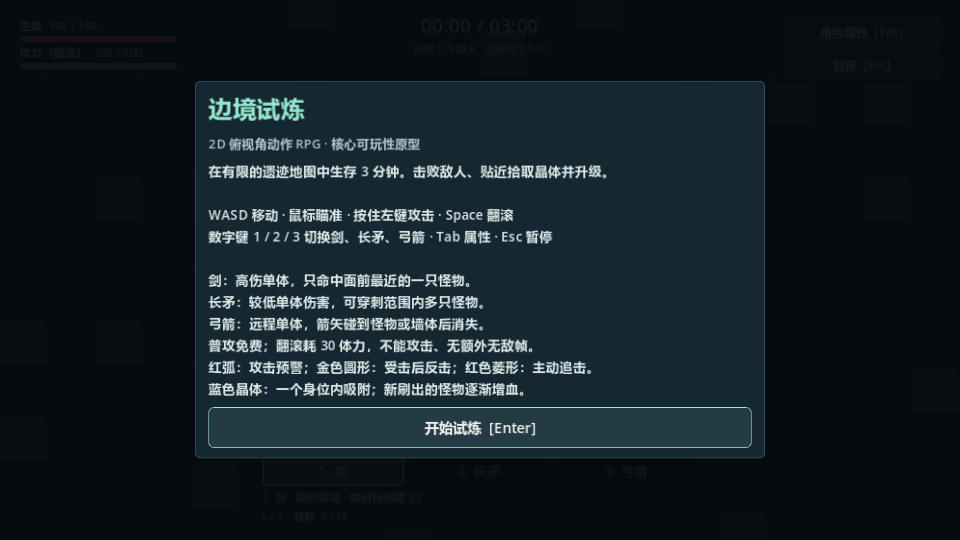 生命 100 / 100
体力（翻滚） 100 / 100
00:00 / 03:00
角色属性 [Tab]
暂停 [Esc]
边境试炼
2D 俯视角动作 RPG · 核心可玩性原型
在有限的遗迹地图中生存 3 分钟。击败敌人、贴近拾取晶体并升级。
WASD 移动 · 鼠标瞄准 · 按住左键攻击 · Space 翻滚
数字键 1 / 2 / 3 切换剑、长矛、弓箭 · Tab 属性 · Esc 暂停
剑：高伤单体，只命中面前最近的一只怪物。
长矛：较低单体伤害，可穿刺范围内多只怪物。
弓箭：远程单体，箭矢碰到怪物或墙体后消失。
普攻免费；翻滚耗 30 体力，不能攻击、无额外无敌帧。
红弧：攻击预警；金色圆形：受击后反击；红色菱形：主动追击。
蓝色晶体：一个身位内吸附；新刷出的怪物逐渐增血。
开始试炼 [Enter]
1 剑
2 长矛
3 弓箭